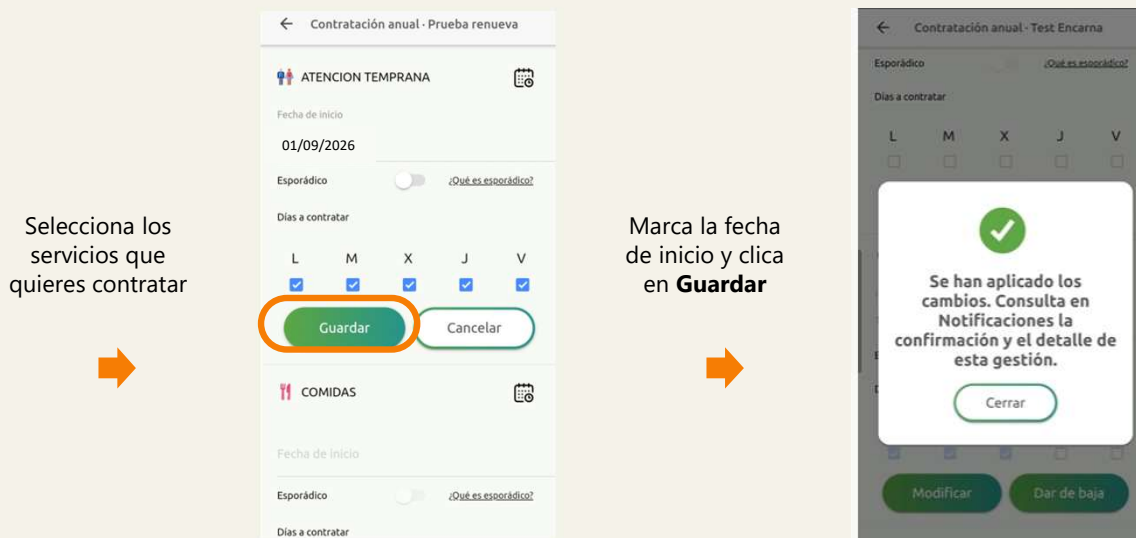 Selecciona los
servicios que
quieres contratar
Contratación anual · Prueba renueva
ATENCION TEMPRANA
Fecha de inicio
01/09/2026
Esporádico
¿Qué es esporádico?
Días a contratar
L M X J V
Guardar
Cancelar
COMIDAS
Fecha de inicio
Esporádico
¿Qué es esporádico?
Días a contratar
Marca la fecha
de inicio y clica
en Guardar
Contratación anual · Test Encarna
Esporádico
¿Qué es esporádico?
Días a contratar
L M X J V
Se han aplicado los
cambios. Consulta en
Notificaciones la
confirmación y el detalle de
esta gestión.
Cerrar
Modificar
Dar de baja